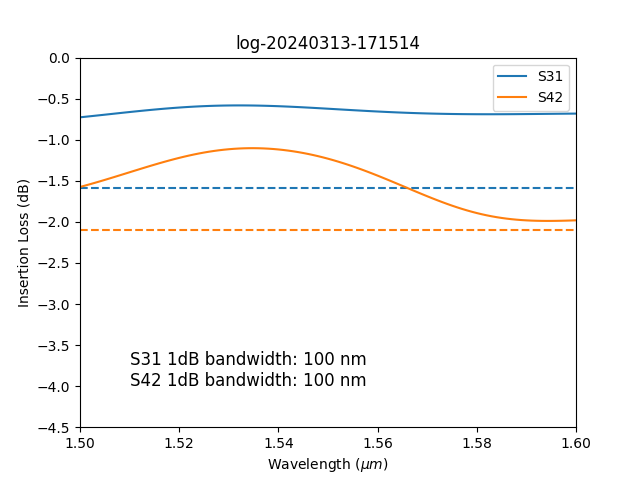 log-20240313-171514
0.0
−0.5
−1.0
−1.5
−2.0
−2.5
−3.0
−3.5
−4.0
−4.5
Insertion Loss (dB)
S31
S42
S31 1dB bandwidth: 100 nm
S42 1dB bandwidth: 100 nm
1.50 1.52 1.54 1.56 1.58 1.60
Wavelength (μm)